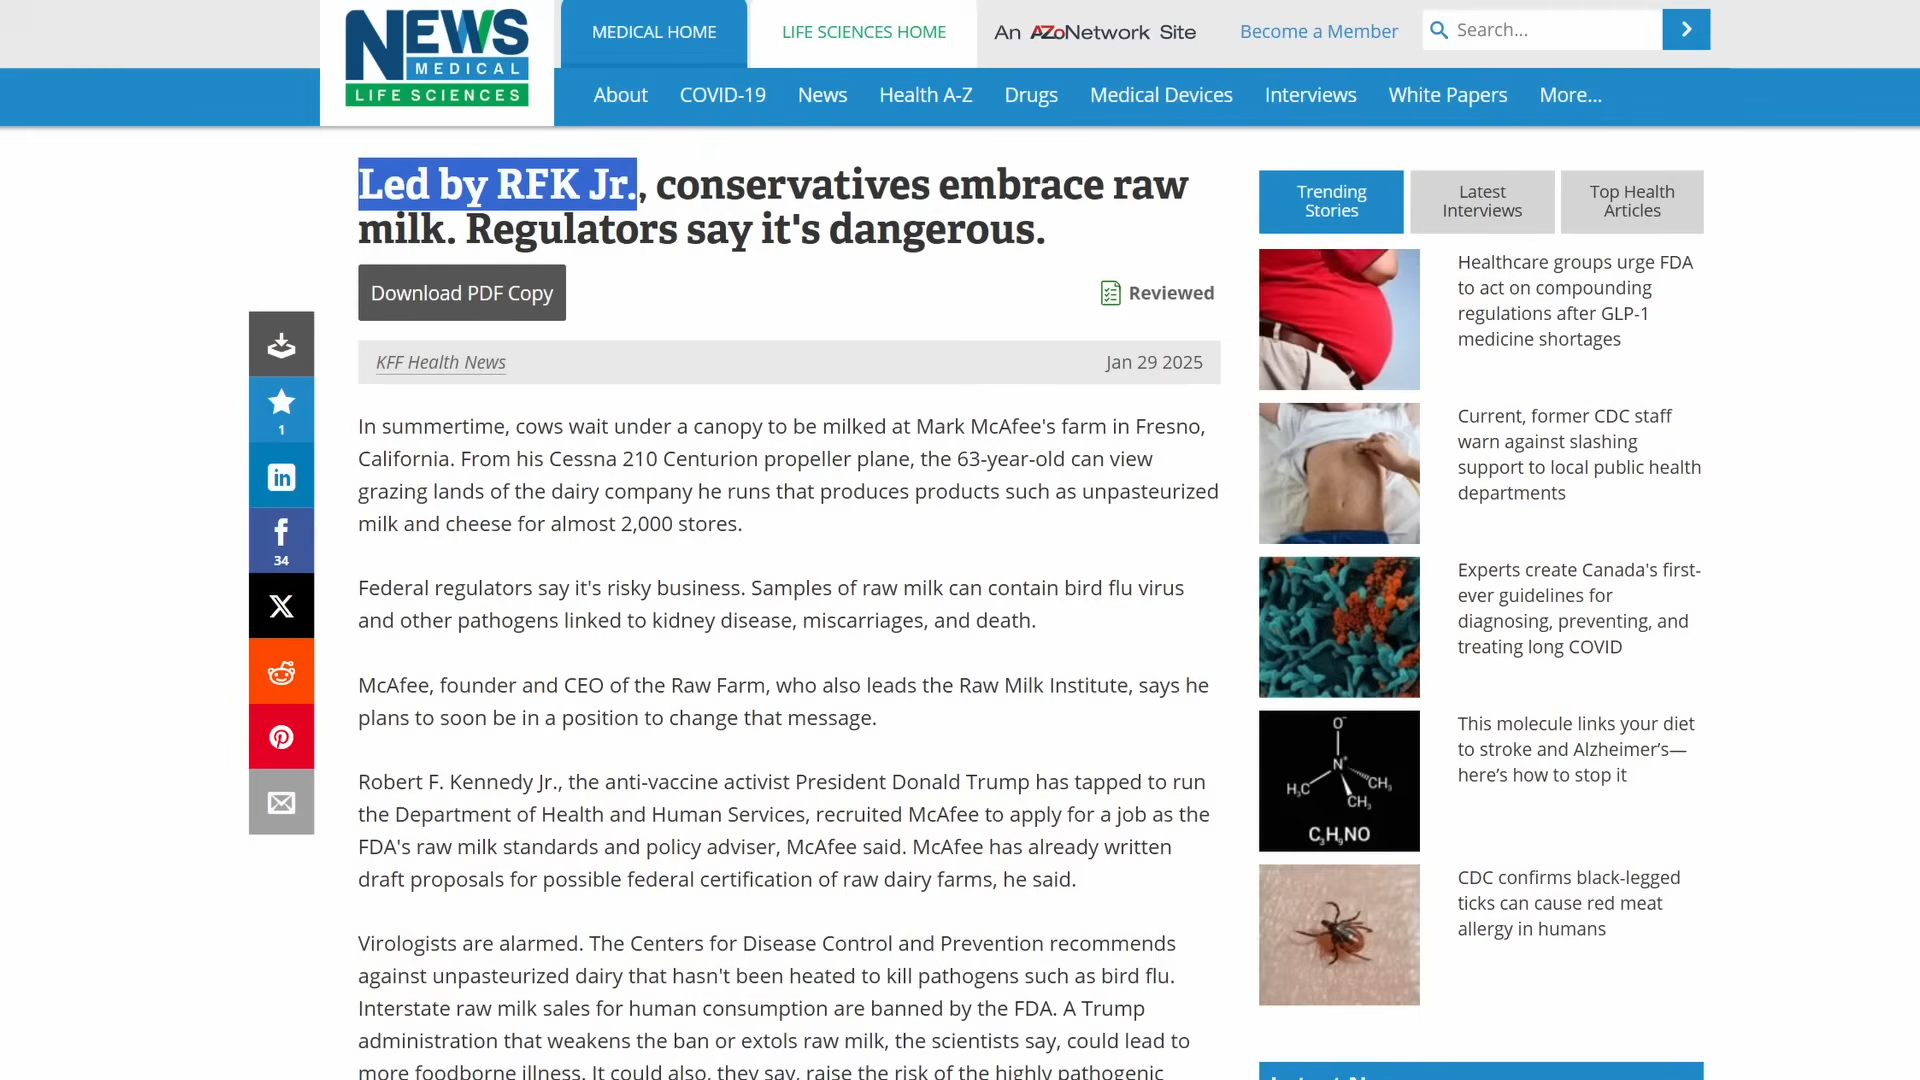 NEWS
MEDICAL
LIFE SCIENCES
MEDICAL HOME
LIFE SCIENCES HOME
An AZoNetwork Site
Become a Member
Search...
About
COVID-19
News
Health A-Z
Drugs
Medical Devices
Interviews
White Papers
More...
Led by RFK Jr., conservatives embrace raw
milk. Regulators say it's dangerous.
Download PDF Copy
Reviewed
KFF Health News
Jan 29 2025
1
in
f
34
X
In summertime, cows wait under a canopy to be milked at Mark McAfee's farm in Fresno,
California. From his Cessna 210 Centurion propeller plane, the 63-year-old can view
grazing lands of the dairy company he runs that produces products such as unpasteurized
milk and cheese for almost 2,000 stores.
Federal regulators say it's risky business. Samples of raw milk can contain bird flu virus
and other pathogens linked to kidney disease, miscarriages, and death.
McAfee, founder and CEO of the Raw Farm, who also leads the Raw Milk Institute, says he
plans to soon be in a position to change that message.
Robert F. Kennedy Jr., the anti-vaccine activist President Donald Trump has tapped to run
the Department of Health and Human Services, recruited McAfee to apply for a job as the
FDA's raw milk standards and policy adviser, McAfee said. McAfee has already written
draft proposals for possible federal certification of raw dairy farms, he said.
Virologists are alarmed. The Centers for Disease Control and Prevention recommends
against unpasteurized dairy that hasn't been heated to kill pathogens such as bird flu.
Interstate raw milk sales for human consumption are banned by the FDA. A Trump
administration that weakens the ban or extols raw milk, the scientists say, could lead to
more foodborne illness. It could also, they say, raise the risk of the highly pathogenic
Trending
Stories
Latest
Interviews
Top Health
Articles
Healthcare groups urge FDA
to act on compounding
regulations after GLP-1
medicine shortages
Current, former CDC staff
warn against slashing
support to local public health
departments
Experts create Canada's first-
ever guidelines for
diagnosing, preventing, and
treating long COVID
O⁻
N⁺
H₃C
CH₃
CH₃
C₃H₉NO
This molecule links your diet
to stroke and Alzheimer's—
here's how to stop it
CDC confirms black-legged
ticks can cause red meat
allergy in humans